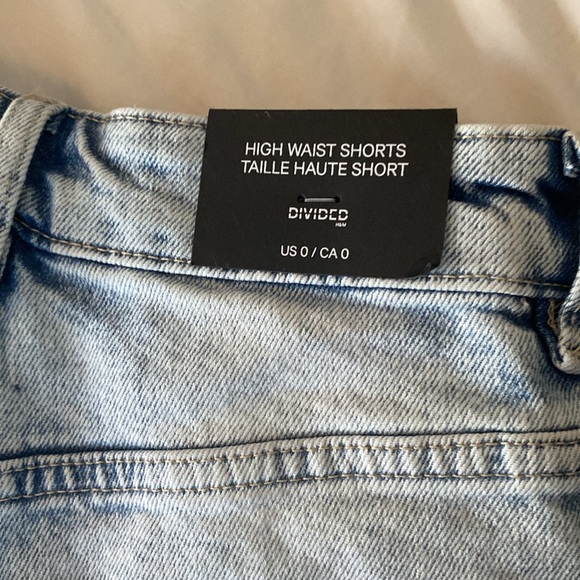 HIGH WAIST SHORTS
TAILLE HAUTE SHORT
DIVIDED
H&M
US 0 / CA 0